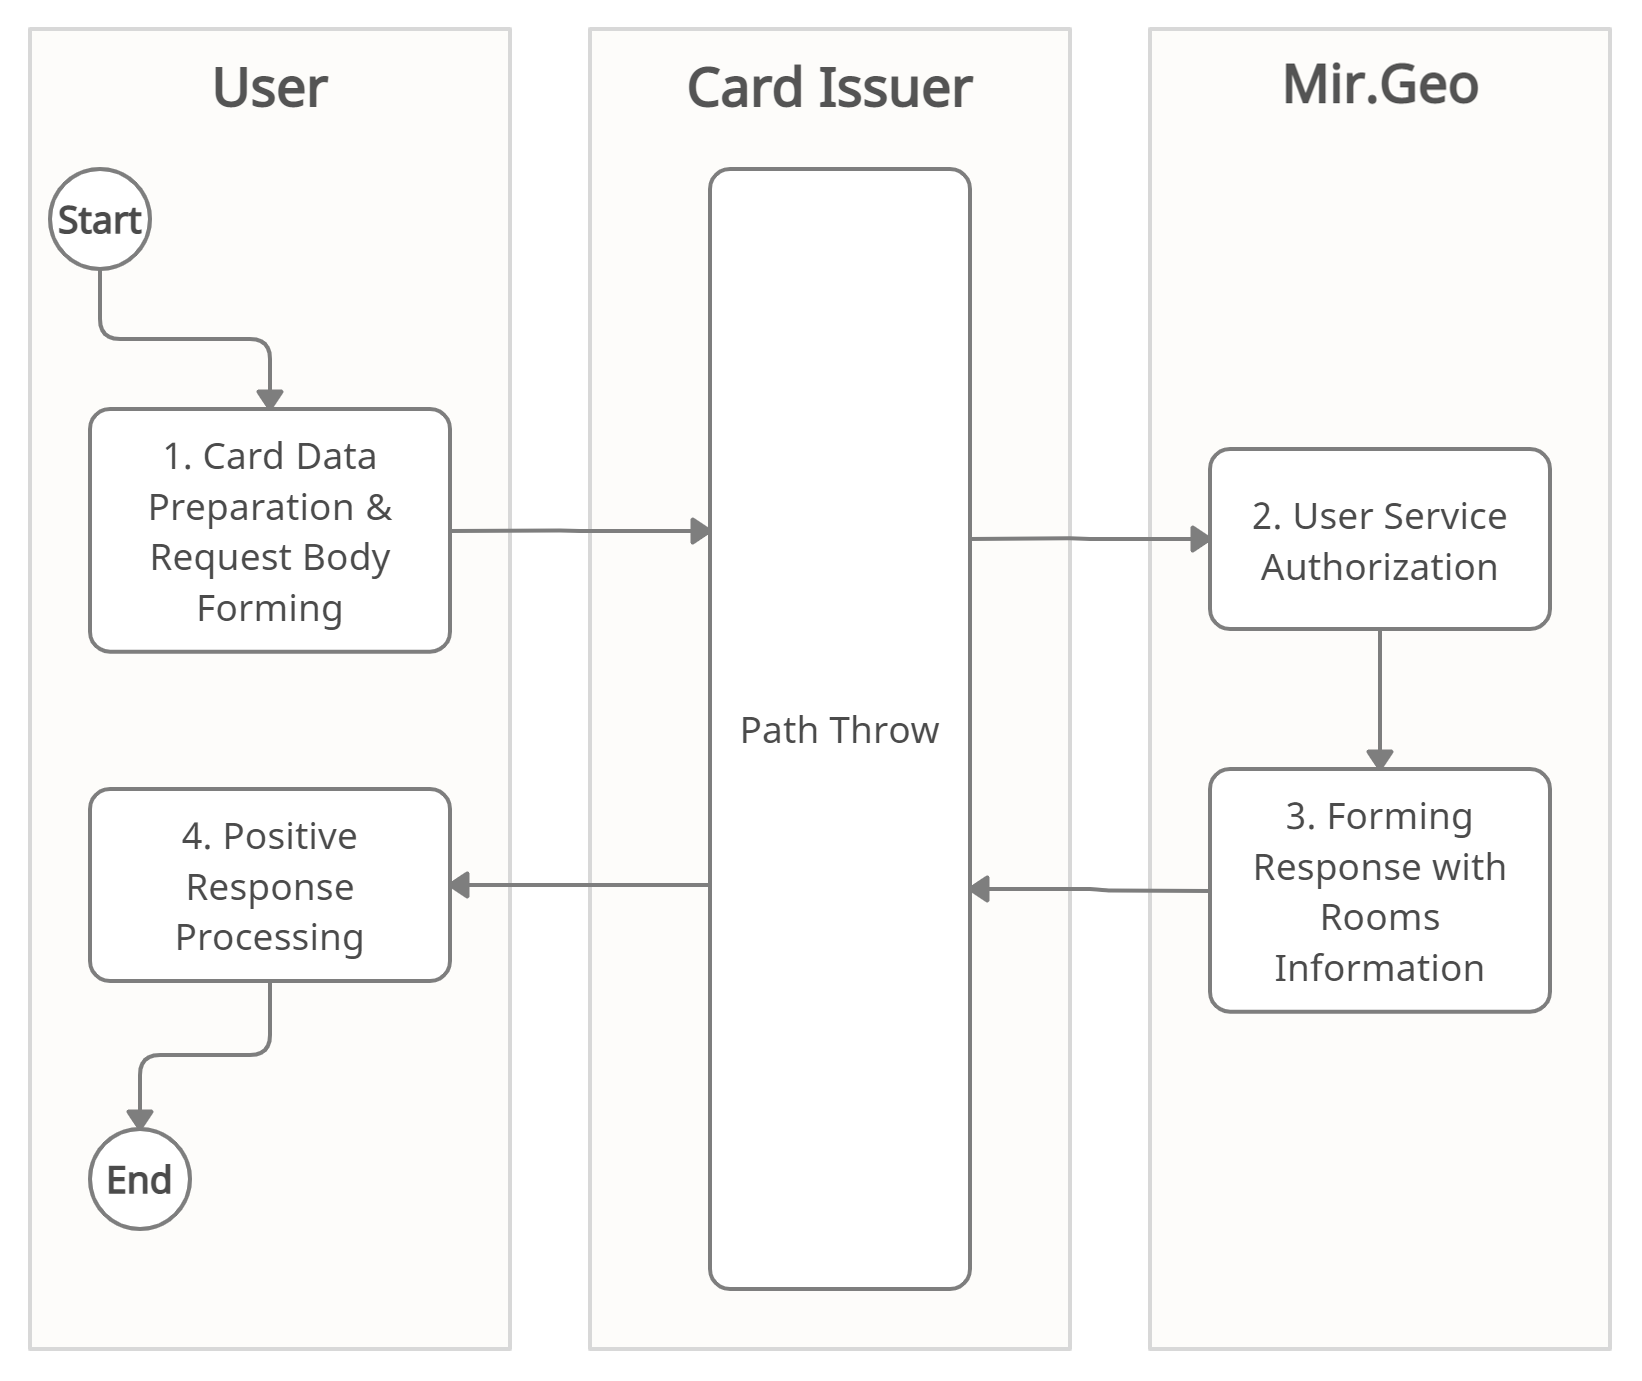 User
Card Issuer
Mir.Geo
Start
1. Card Data
Preparation &
Request Body
Forming
2. User Service
Authorization
Path Throw
3. Forming
Response with
Rooms
Information
4. Positive
Response
Processing
End